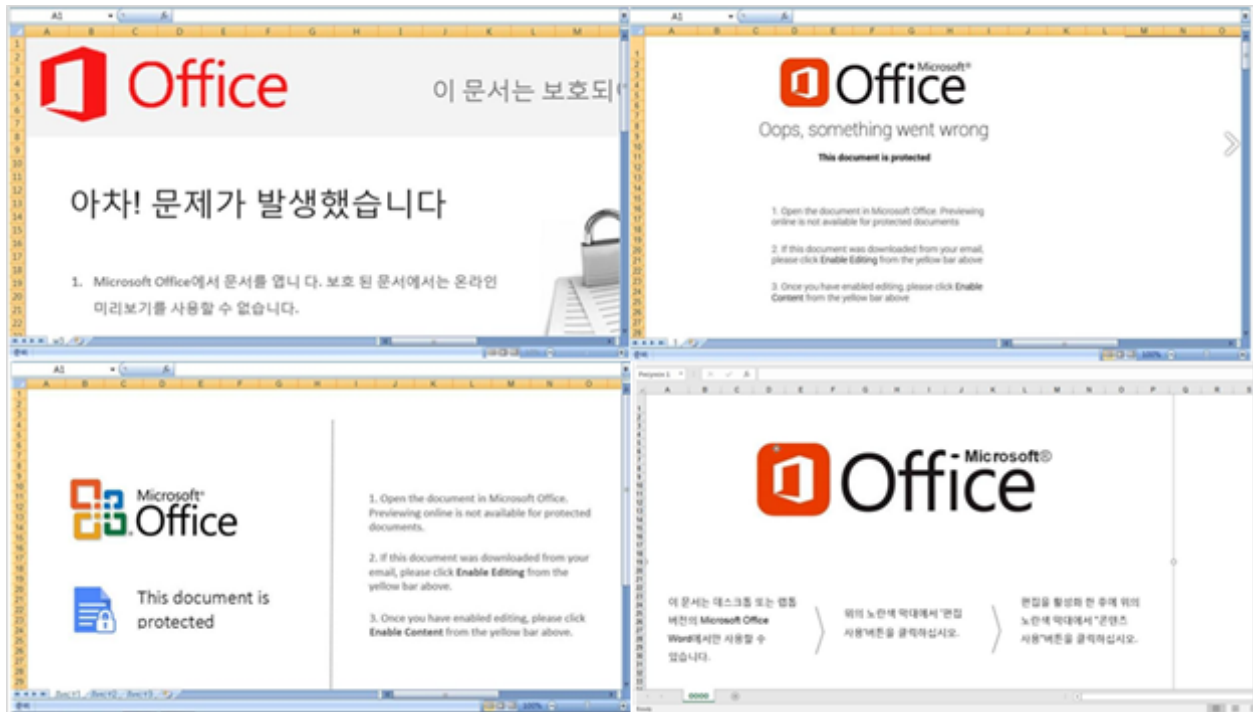 A1
Office
이 문서는 보호되
아차! 문제가 발생했습니다
1. Microsoft Office에서 문서를 엽니 다. 보호 된 문서에서는 온라인
미리보기를 사용할 수 없습니다.
A1
Microsoft®
Office
Oops, something went wrong
This document is protected
1. Open the document in Microsoft Office. Previewing
online is not available for protected documents
2. If this document was downloaded from your email,
please click Enable Editing from the yellow bar above
3. Once you have enabled editing, please click Enable
Content from the yellow bar above
100%
A1
Microsoft®
Office
This document is
protected
1. Open the document in Microsoft Office.
Previewing online is not available for protected
documents.
2. If this document was downloaded from your
email, please click Enable Editing from the
yellow bar above.
3. Once you have enabled editing, please click
Enable Content from the yellow bar above.
100%
Microsoft®
Office
이 문서는 데스크톱 또는 랩톱
버전의 Microsoft Office
Word에서만 사용할 수
있습니다.
위의 노란색 막대에서 "편집
사용"버튼을 클릭하십시오.
편집을 활성화 한 후에 위의
노란색 막대에서 "콘텐츠
사용"버튼을 클릭하십시오.